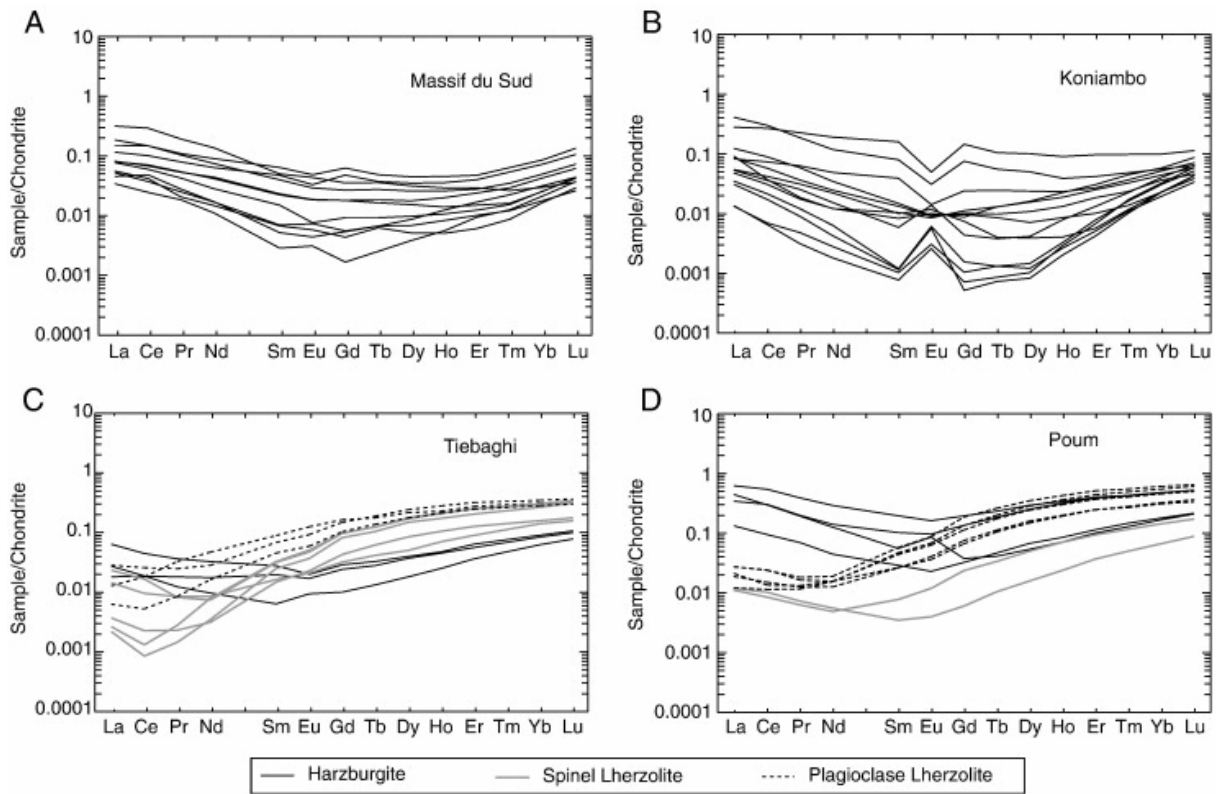 A
B
10
1
0.1
0.01
0.001
0.0001
Sample/Chondrite
Massif du Sud
La Ce Pr Nd Sm Eu Gd Tb Dy Ho Er Tm Yb Lu
10
1
0.1
0.01
0.001
0.0001
Sample/Chondrite
Koniambo
La Ce Pr Nd Sm Eu Gd Tb Dy Ho Er Tm Yb Lu
C
D
10
1
0.1
0.01
0.001
0.0001
Sample/Chondrite
Tiebaghi
La Ce Pr Nd Sm Eu Gd Tb Dy Ho Er Tm Yb Lu
10
1
0.1
0.01
0.001
0.0001
Sample/Chondrite
Poum
La Ce Pr Nd Sm Eu Gd Tb Dy Ho Er Tm Yb Lu
Harzburgite Spinel Lherzolite Plagioclase Lherzolite